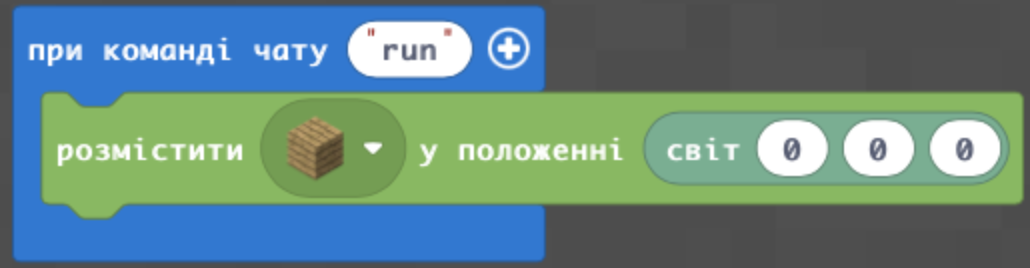 при команді чату "run"
розмістити у положенні світ 0 0 0